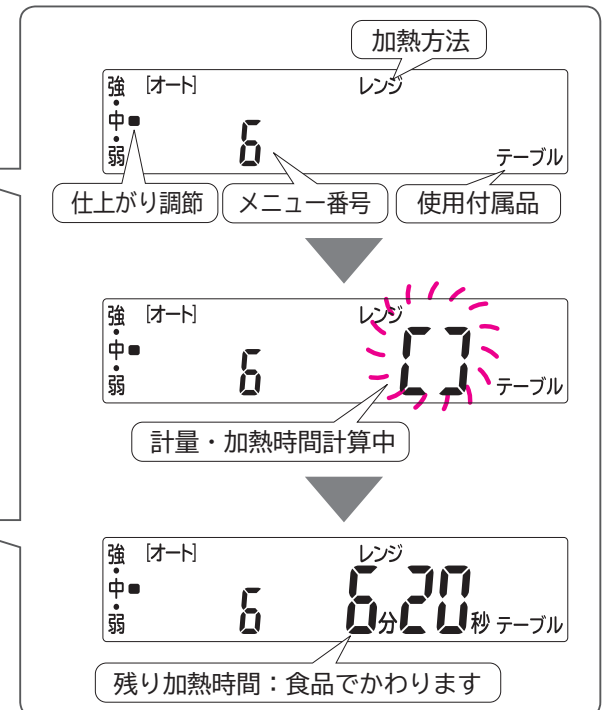 加熱方法
強 [オート] レンジ
・
中■
・ 6
弱 テーブル
仕上がり調節 メニュー番号 使用付属品
強 [オート] レンジ
・
中■
・ 6
弱 テーブル
計量・加熱時間計算中
強 [オート] レンジ
・
中■
・ 6 6分20秒 テーブル
弱
残り加熱時間：食品でかわります